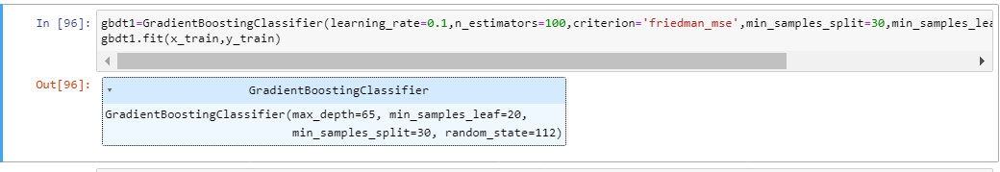 In [96]: gbdt1=GradientBoostingClassifier(learning_rate=0.1,n_estimators=100,criterion='friedman_mse',min_samples_split=30,
gbdt1.fit(x_train,y_train)
Out[96]:
GradientBoostingClassifier
GradientBoostingClassifier(max_depth=65, min_samples_leaf=20,
min_samples_split=30, random_state=112)